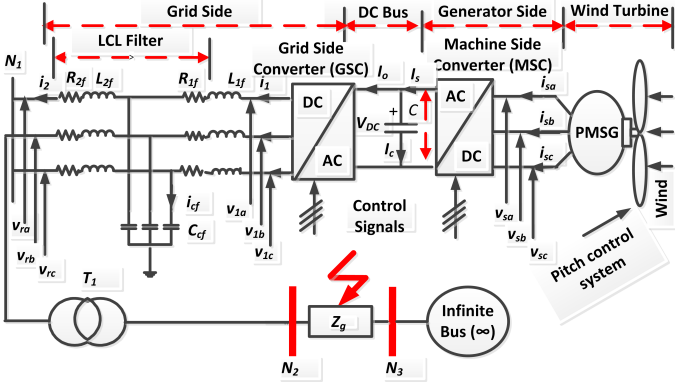 Grid Side
DC Bus
Generator Side
Wind Turbine
LCL Filter
Grid Side
Converter (GSC)
Machine Side
Converter (MSC)
N1
i2
R2f
L2f
R1f
L1f
i1
DC
AC
Io
Is
+
C
VDC
Ic
AC
DC
isa
isb
isc
PMSG
Wind
vra
vrb
vrc
icf
Ccf
v1a
v1b
v1c
Control
Signals
vsa
vsb
vsc
Pitch control
system
T1
Zg
N2
N3
Infinite
Bus (∞)